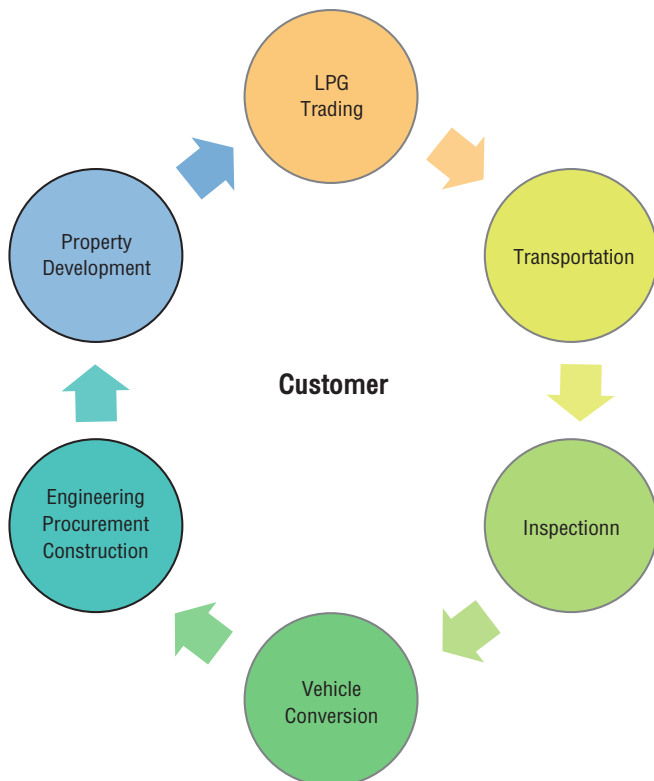 LPG
Trading
Transportation
Inspectionn
Vehicle
Conversion
Engineering
Procurement
Construction
Property
Development
Customer